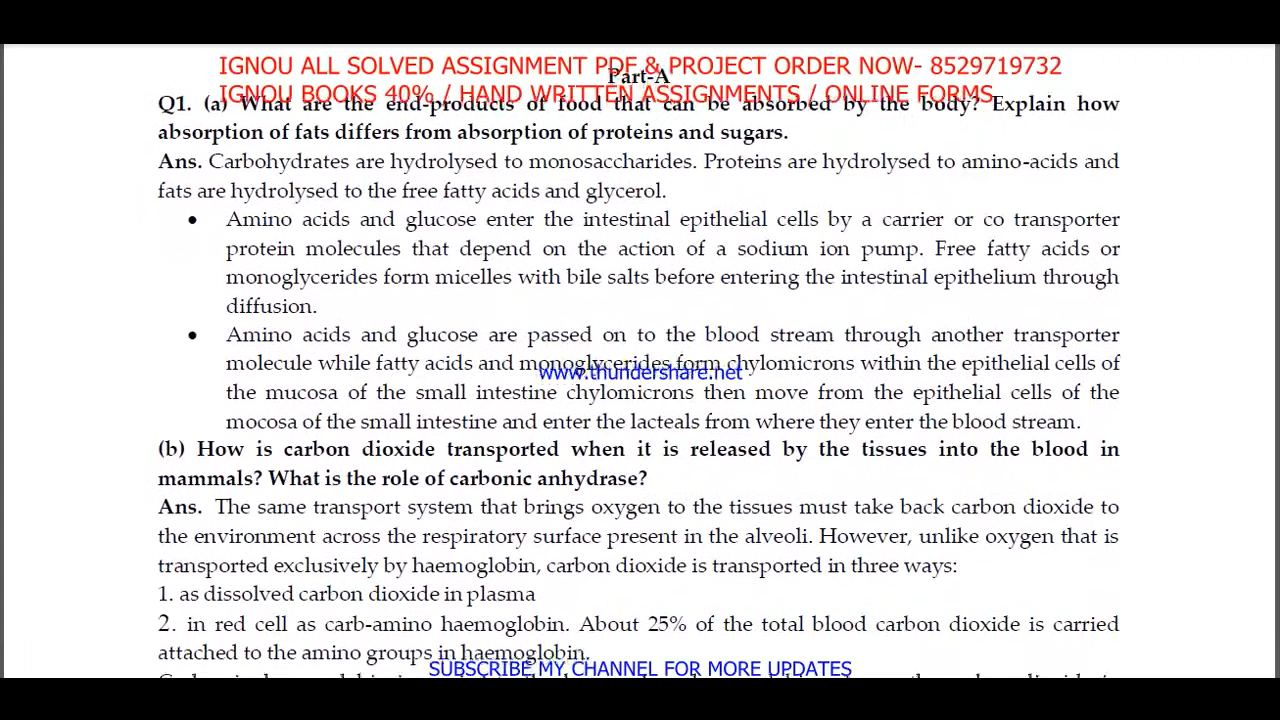 IGNOU ALL SOLVED ASSIGNMENT PDF & PROJECT ORDER NOW- 8529719732
Part-A
IGNOU BOOKS 40% / HAND WRITTEN ASSIGNMENTS / ONLINE FORMS
Q1. (a) What are the end-products of food that can be absorbed by the body? Explain how
absorption of fats differs from absorption of proteins and sugars.
Ans. Carbohydrates are hydrolysed to monosaccharides. Proteins are hydrolysed to amino-acids and
fats are hydrolysed to the free fatty acids and glycerol.
• Amino acids and glucose enter the intestinal epithelial cells by a carrier or co transporter
protein molecules that depend on the action of a sodium ion pump. Free fatty acids or
monoglycerides form micelles with bile salts before entering the intestinal epithelium through
diffusion.
• Amino acids and glucose are passed on to the blood stream through another transporter
molecule while fatty acids and monoglycerides form chylomicrons within the epithelial cells of
www.thundershare.net
the mucosa of the small intestine chylomicrons then move from the epithelial cells of the
mocosa of the small intestine and enter the lacteals from where they enter the blood stream.
(b) How is carbon dioxide transported when it is released by the tissues into the blood in
mammals? What is the role of carbonic anhydrase?
Ans. The same transport system that brings oxygen to the tissues must take back carbon dioxide to
the environment across the respiratory surface present in the alveoli. However, unlike oxygen that is
transported exclusively by haemoglobin, carbon dioxide is transported in three ways:
1. as dissolved carbon dioxide in plasma
2. in red cell as carb-amino haemoglobin. About 25% of the total blood carbon dioxide is carried
attached to the amino groups in haemoglobin.
SUBSCRIBE MY CHANNEL FOR MORE UPDATES